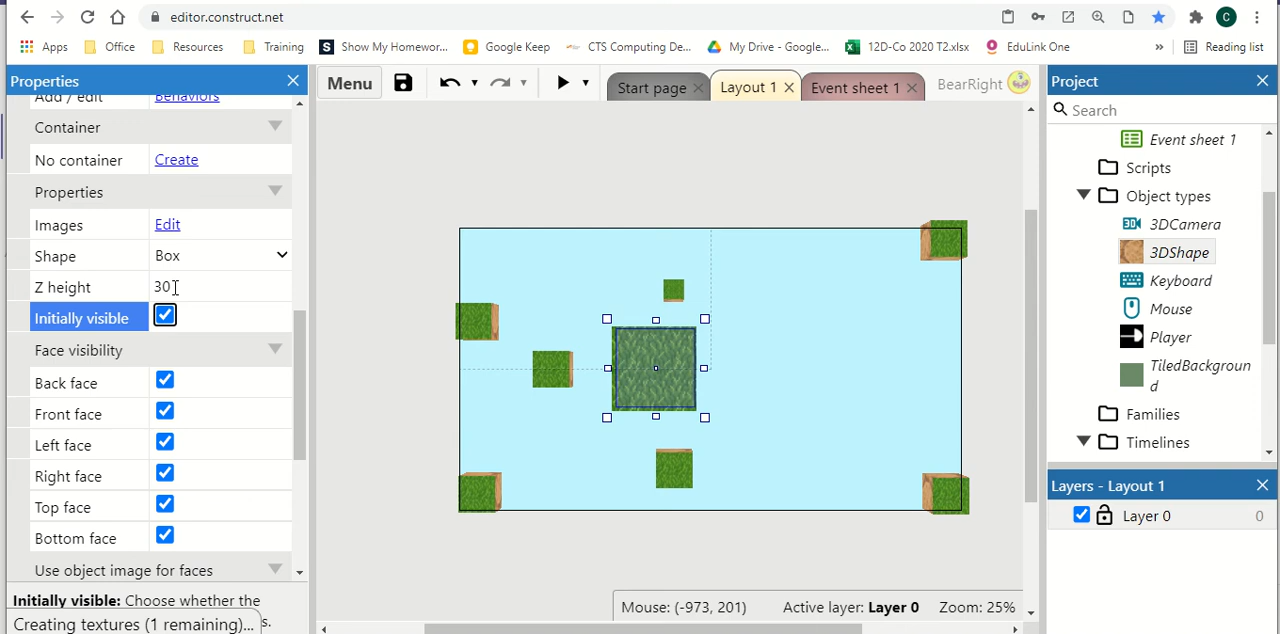 editor.construct.net
C
Apps
Office
Resources
Training
S
Show My Homewor...
Google Keep
CTS Computing De...
My Drive - Google...
12D-Co 2020 T2.xlsx
EduLink One
»
Reading list
Properties
Menu
Start page
Layout 1
Event sheet 1
BearRight
Project
Search
Add / edit
Behaviors
Container
No container
Create
Properties
Images
Edit
Shape
Box
Z height
30
Initially visible
Face visibility
Back face
Front face
Left face
Right face
Top face
Bottom face
Use object image for faces
Initially visible: Choose whether the
Creating textures (1 remaining)...
s.
Event sheet 1
Scripts
Object types
3DCamera
3DShape
Keyboard
Mouse
Player
TiledBackgroun
d
Families
Timelines
Layers - Layout 1
Layer 0
0
Mouse: (-973, 201)
Active layer: Layer 0
Zoom: 25%